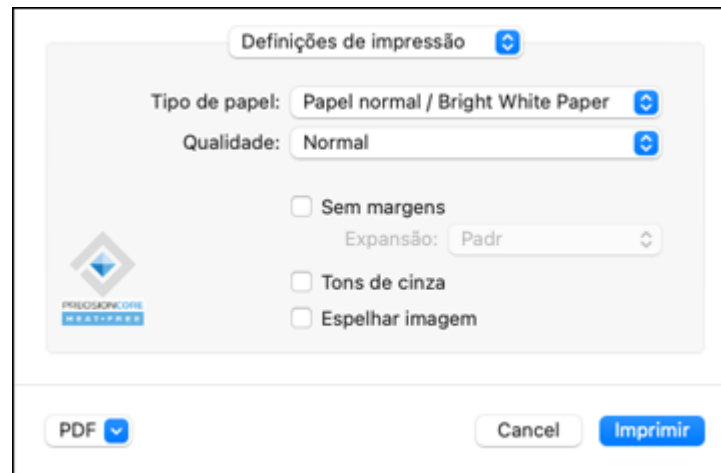 Definições de impressão
Tipo de papel: Papel normal / Bright White Paper
Qualidade: Normal
Sem margens
Expansão: Padr
Tons de cinza
PRECISIONCORE
HEAT-FREE
Espelhar imagem
PDF Cancel Imprimir